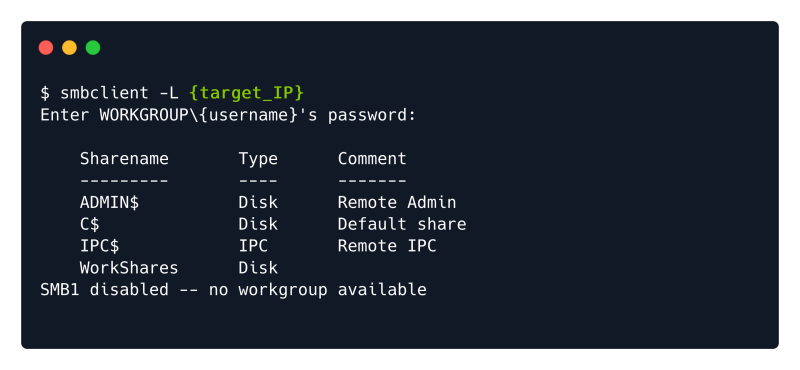 $ smbclient -L {target_IP}
Enter WORKGROUP\{username}'s password:
Sharename Type Comment
--------- ---- -------
ADMIN$ Disk Remote Admin
C$ Disk Default share
IPC$ IPC Remote IPC
WorkShares Disk
SMB1 disabled -- no workgroup available